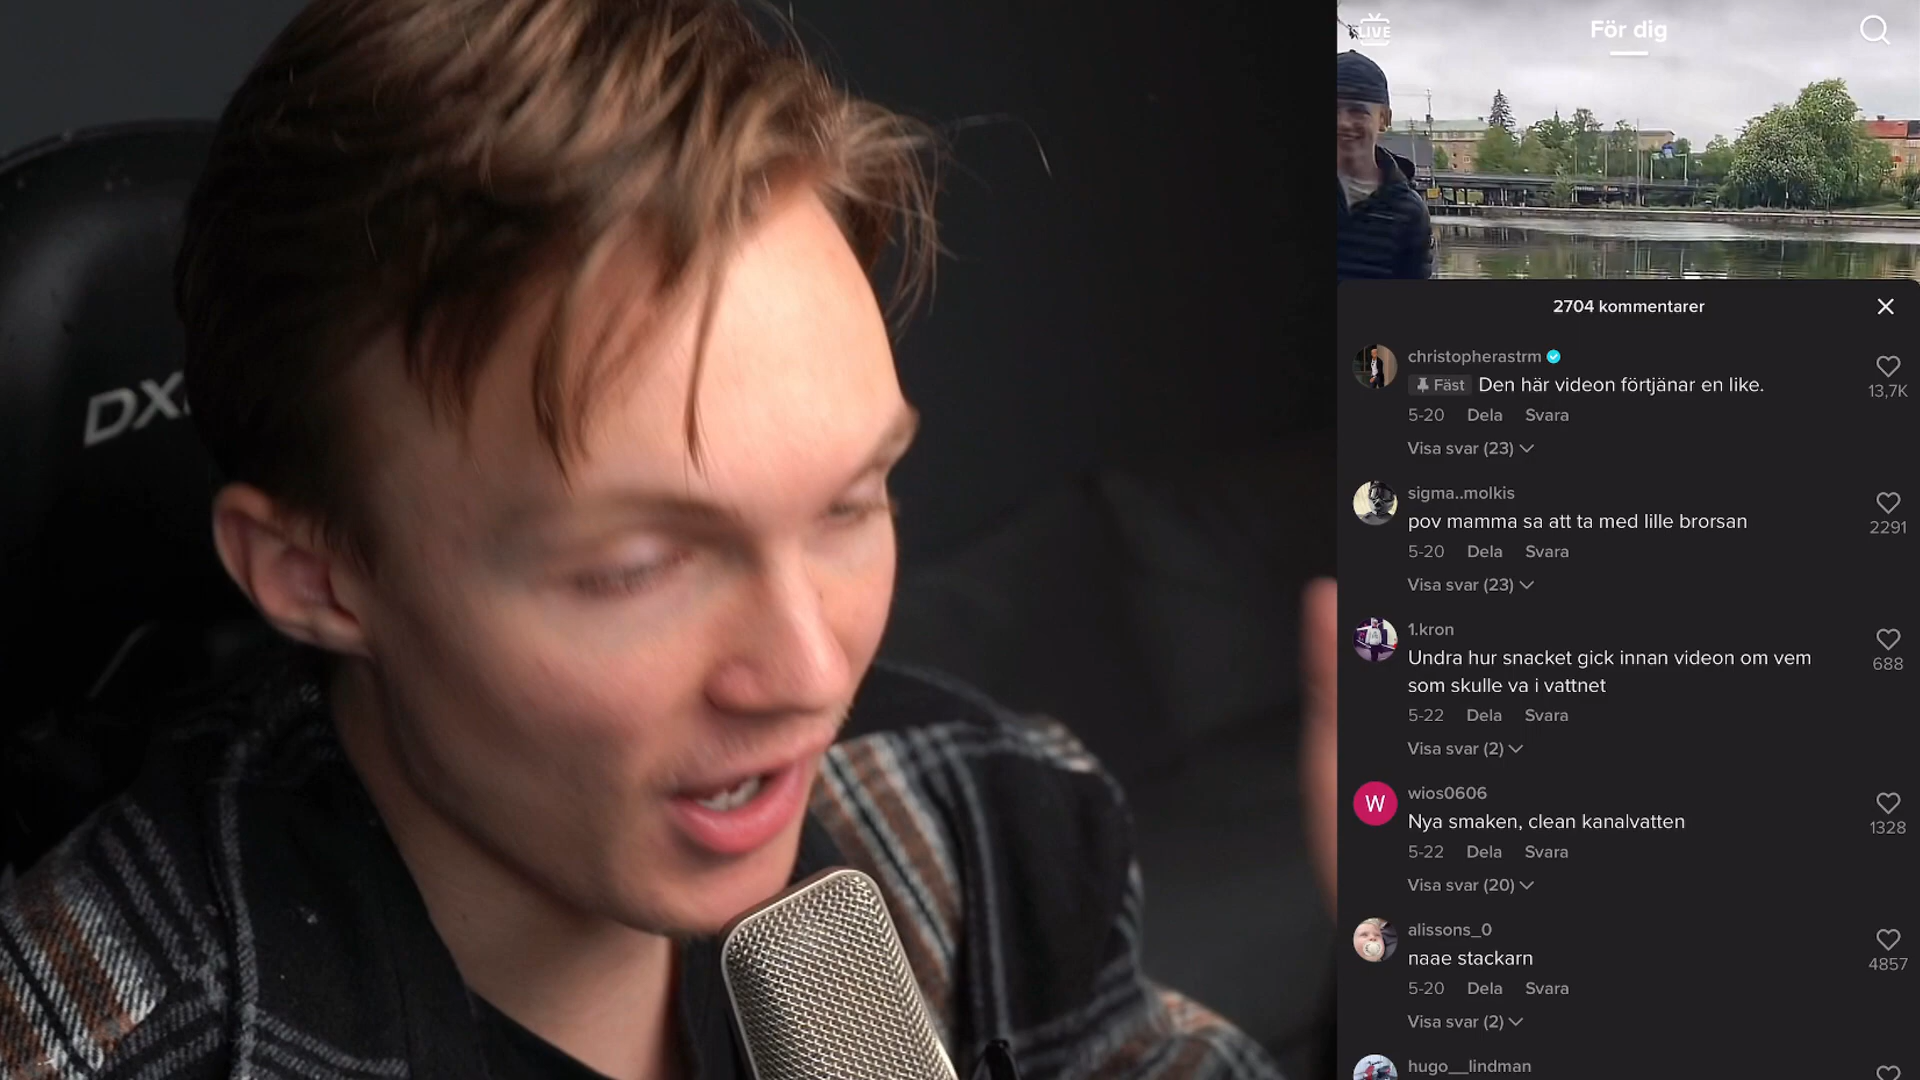 DX
LIVE
För dig
2704 kommentarer
christopherastrm
Fäst Den här videon förtjänar en like.
13,7K
5-20 Dela Svara
Visa svar (23)
sigma..molkis
pov mamma sa att ta med lille brorsan
2291
5-20 Dela Svara
Visa svar (23)
1.kron
Undra hur snacket gick innan videon om vem
som skulle va i vattnet
688
5-22 Dela Svara
Visa svar (2)
W
wios0606
Nya smaken, clean kanalvatten
1328
5-22 Dela Svara
Visa svar (20)
alissons_0
naae stackarn
4857
5-20 Dela Svara
Visa svar (2)
hugo__lindman